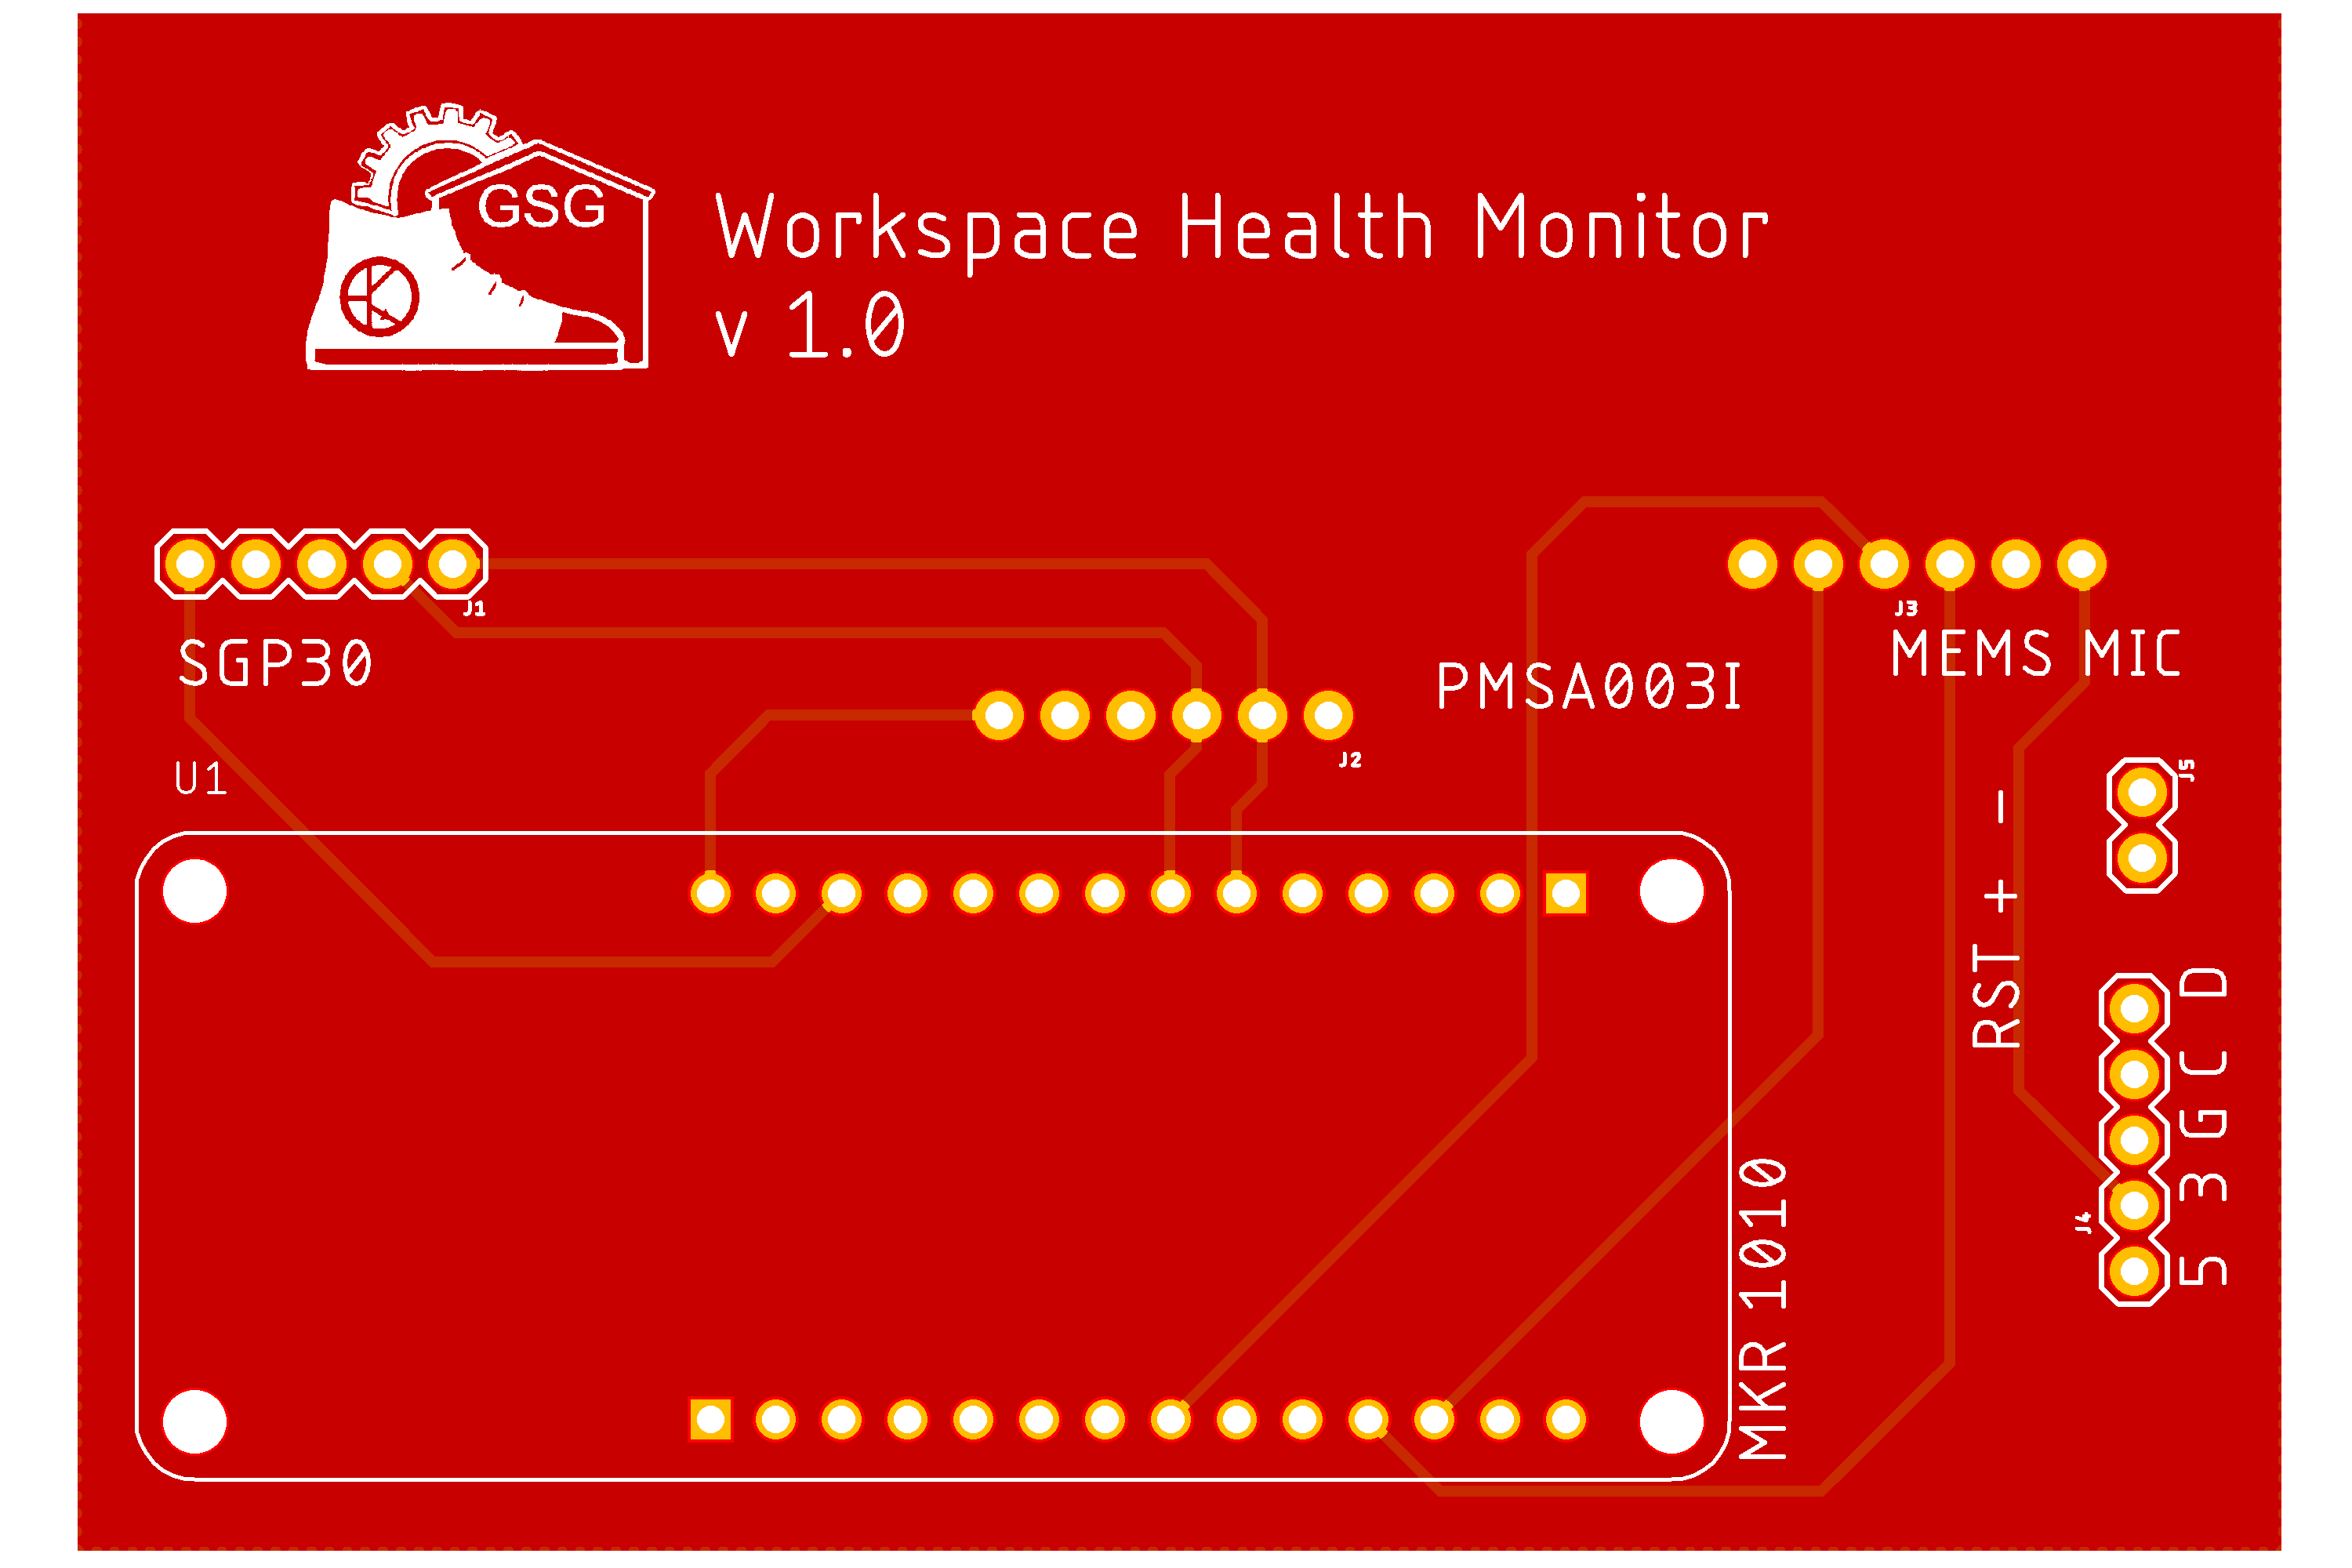 GSG
Workspace Health Monitor
v 1.0
J1
SGP30
J3
MEMS MIC
PMSA003I
J2
U1
J5
-
+
RST
D
C
G
3
5
J4
MKR 1010